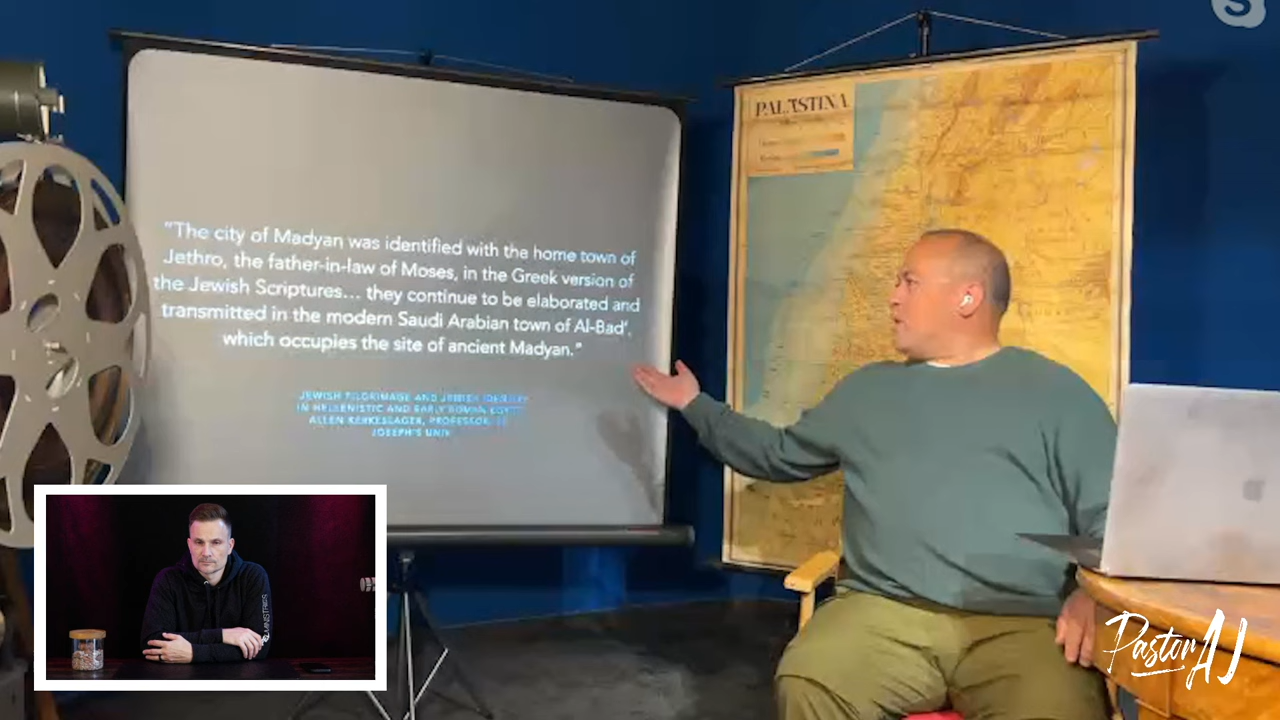 PALÄSTINA
"The city of Madyan was identified with the home town of
Jethro, the father-in-law of Moses, in the Greek version of
the Jewish Scriptures... they continue to be elaborated and
transmitted in the modern Saudi Arabian town of Al-Bad',
which occupies the site of ancient Madyan."
JEWISH PILGRIMAGE AND JEWISH IDENTITY
IN HELLENISTIC AND EARLY ROMAN EGYPT
ALLEN KERKESLAGER, PROFESSOR,
JOSEPH'S UNIV
MINISTRIES
Pastor AJ